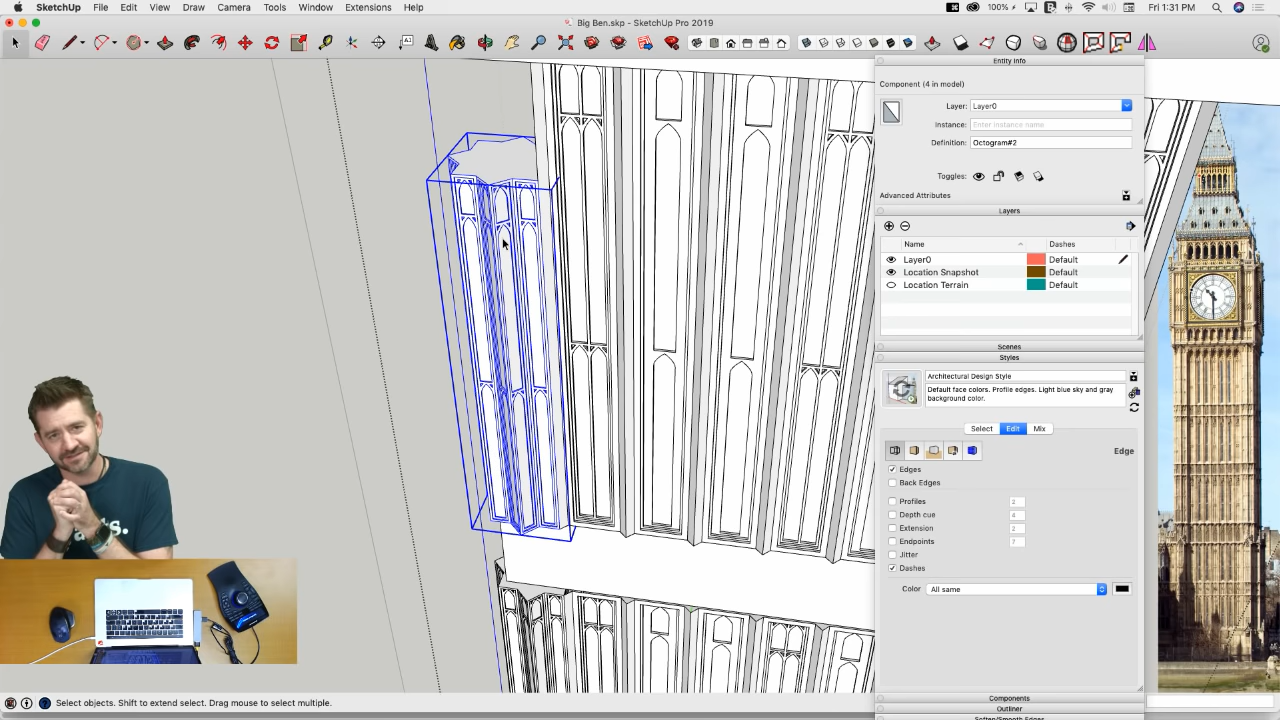 SketchUp File Edit View Draw Camera Tools Window Extensions Help
100% Fri 1:31 PM
Big Ben.skp - SketchUp Pro 2019
Entity Info
Component (4 in model)
Layer: Layer0
Instance: Enter instance name
Definition: Octogram#2
Toggles:
Advanced Attributes
Layers
Name Dashes
Layer0 Default
Location Snapshot Default
Location Terrain Default
Scenes
Styles
Architectural Design Style
Default face colors. Profile edges. Light blue sky and gray
background color.
Select Edit Mix
Edge
Edges
Back Edges
Profiles 2
Depth cue 4
Extension 2
Endpoints 7
Jitter
Dashes
Color All same
Components
Outliner
Soften/Smooth Edges
Select objects. Shift to extend select. Drag mouse to select multiple.